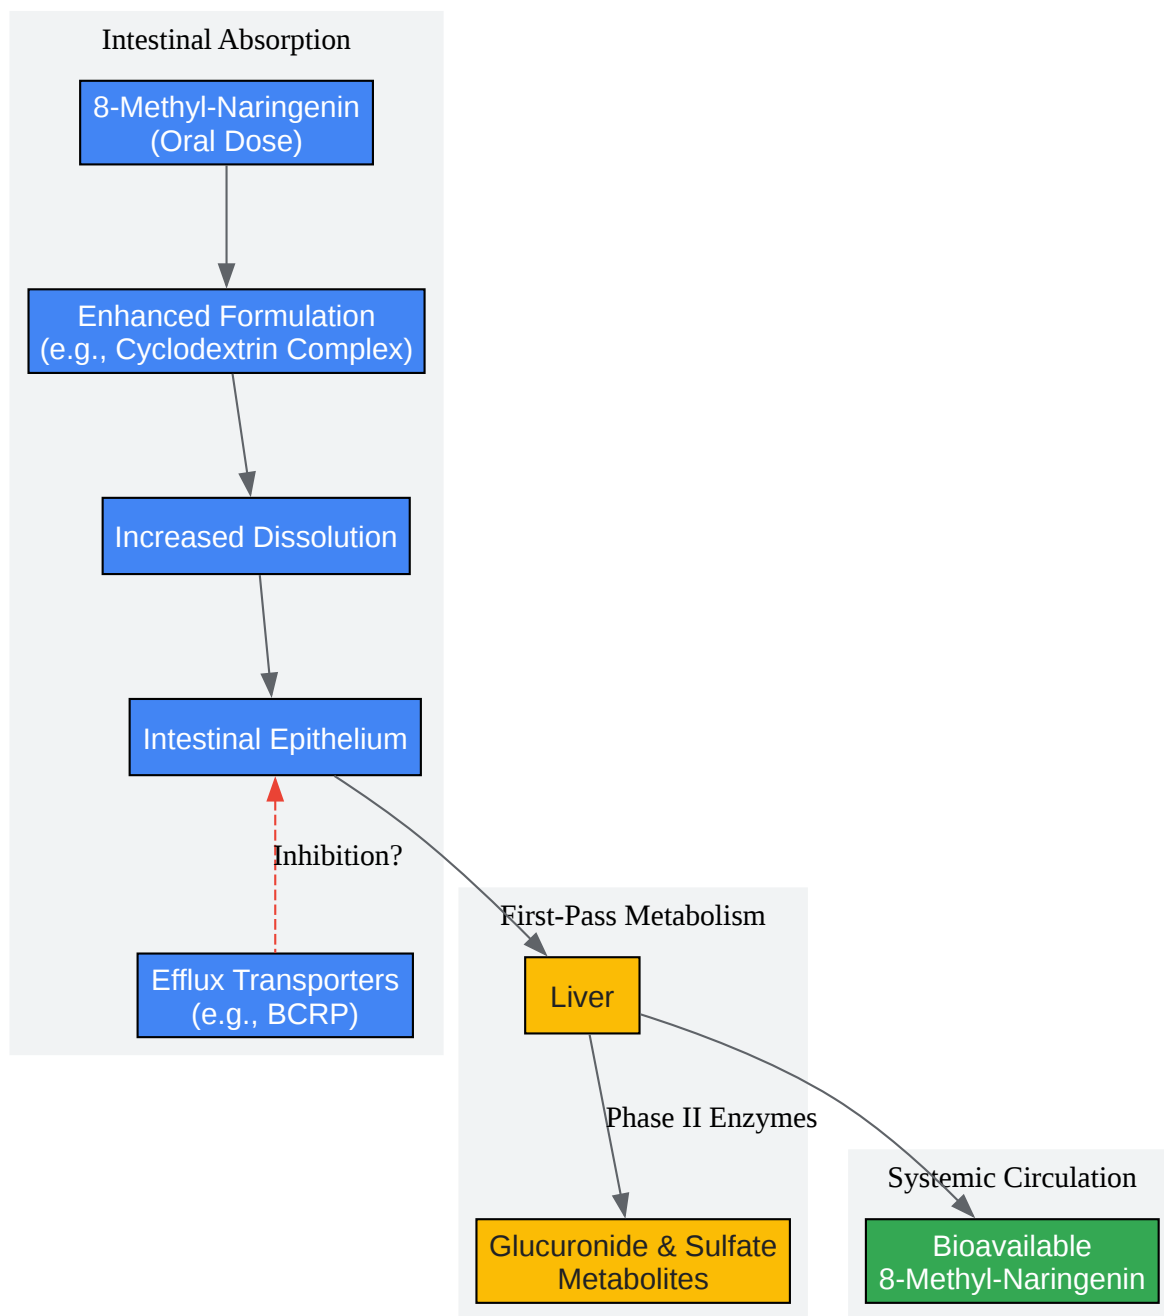 Intestinal Absorption
8-Methyl-Naringenin
(Oral Dose)
Enhanced Formulation
(e.g., Cyclodextrin Complex)
Increased Dissolution
Intestinal Epithelium
Inhibition?
Efflux Transporters
(e.g., BCRP)
First-Pass Metabolism
Liver
Phase II Enzymes
Glucuronide & Sulfate
Metabolites
Systemic Circulation
Bioavailable
8-Methyl-Naringenin